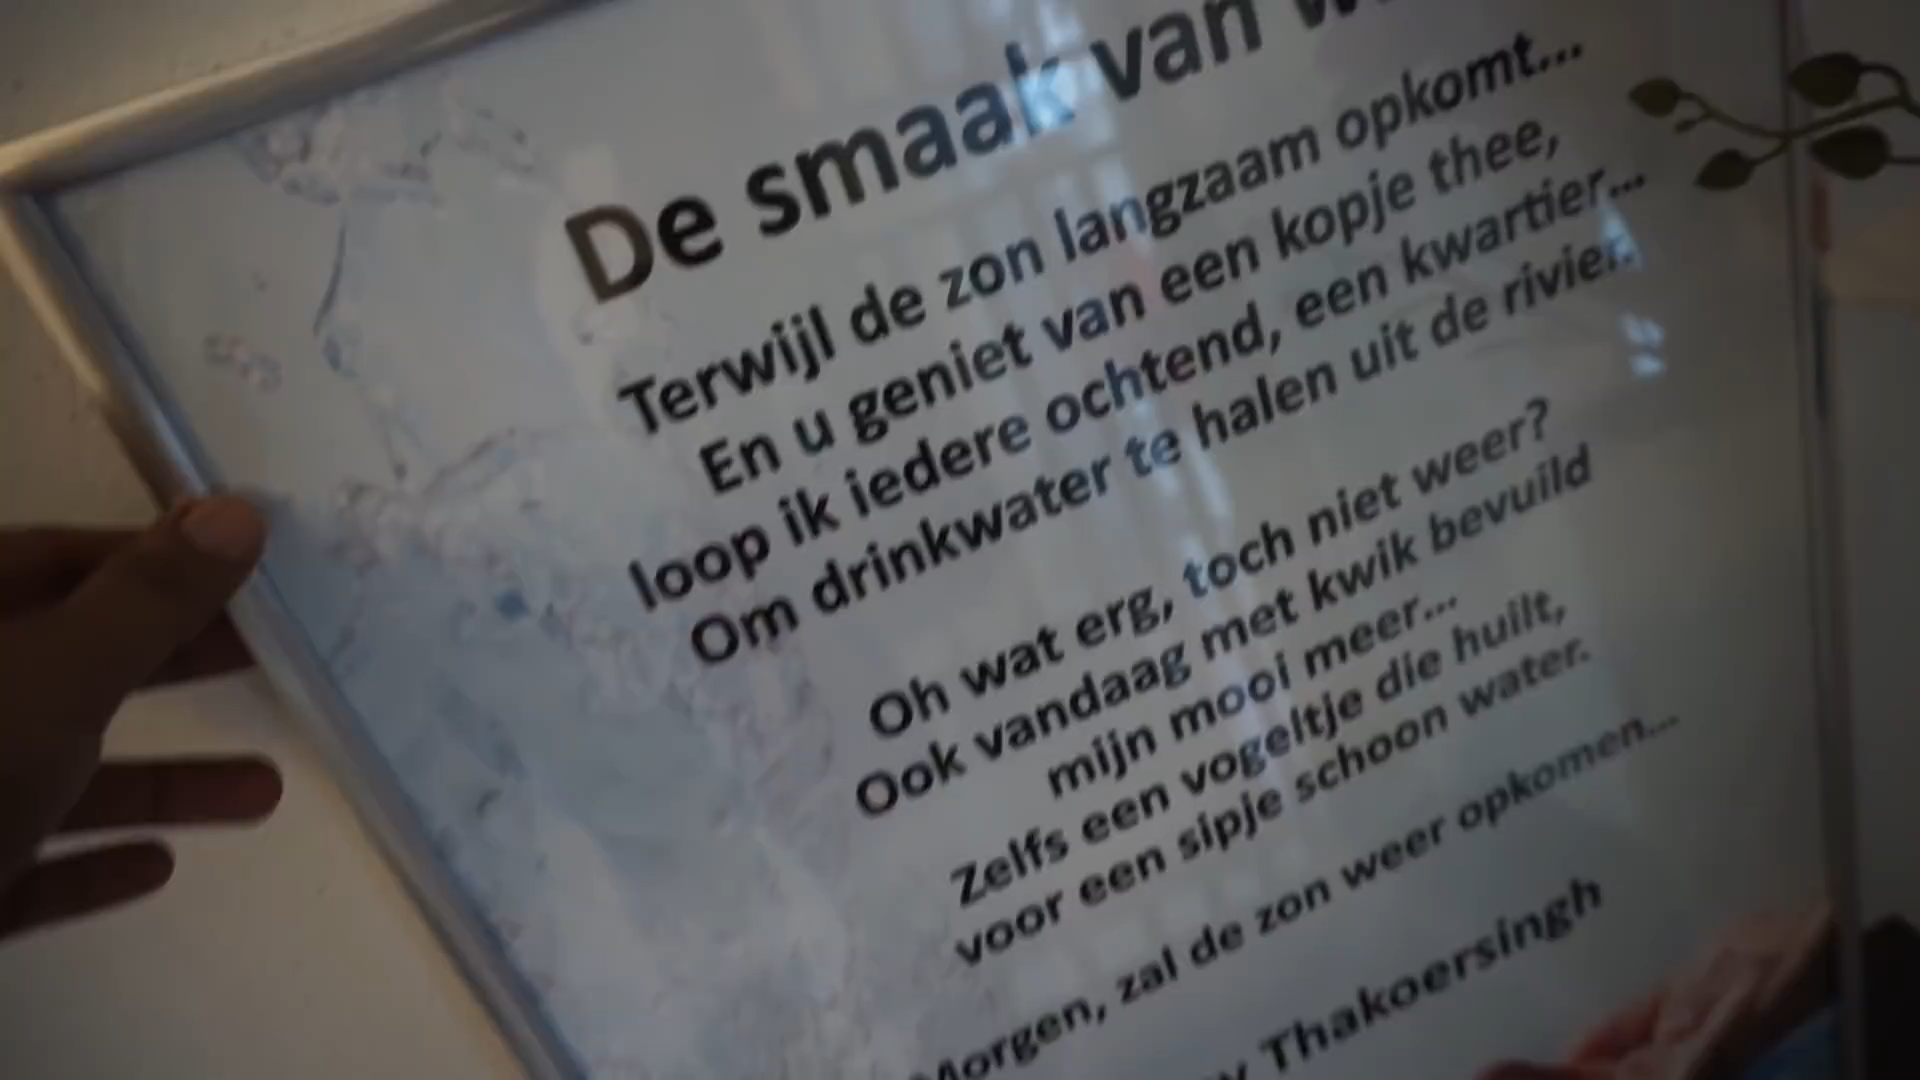 De smaak van
Terwijl de zon langzaam opkomt...
En u geniet van een kopje thee,
loop ik iedere ochtend, een kwartier...
Om drinkwater te halen uit de rivier.
Oh wat erg, toch niet weer?
Ook vandaag met kwik bevuild
mijn mooi meer...
Zelfs een vogeltje die huilt,
voor een sipje schoon water.
Morgen, zal de zon weer opkomen...
Thakoersingh